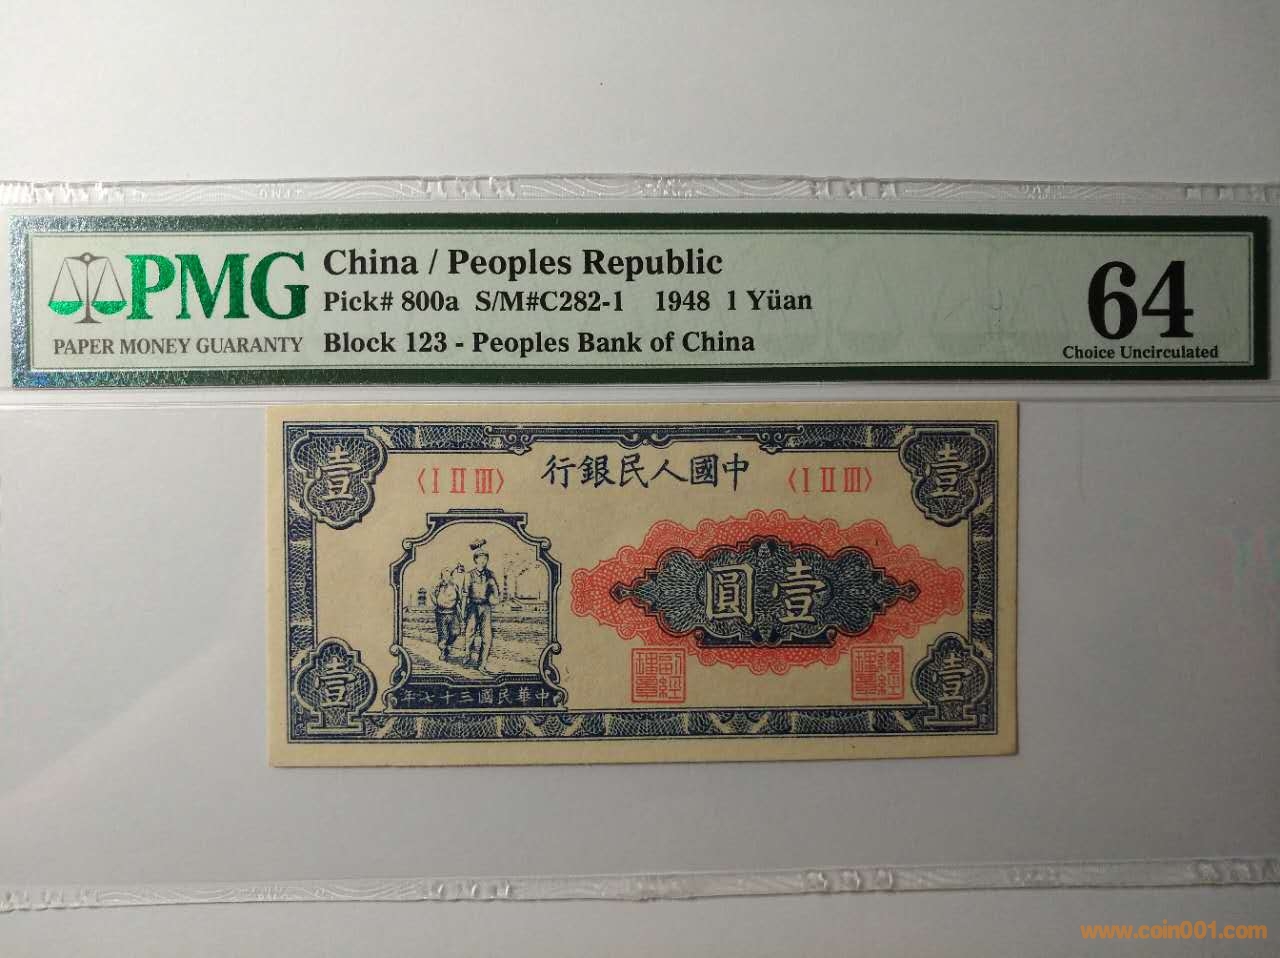 PMG
PAPER MONEY GUARANTY
China / Peoples Republic
Pick# 800a S/M#C282-1 1948 1 Yüan
Block 123 - Peoples Bank of China
64
Choice Uncirculated
壹
〈I II III〉
行銀民人國中
〈I II III〉
壹
圓壹
年七十三國民華中
壹
壹
www.coin001.com